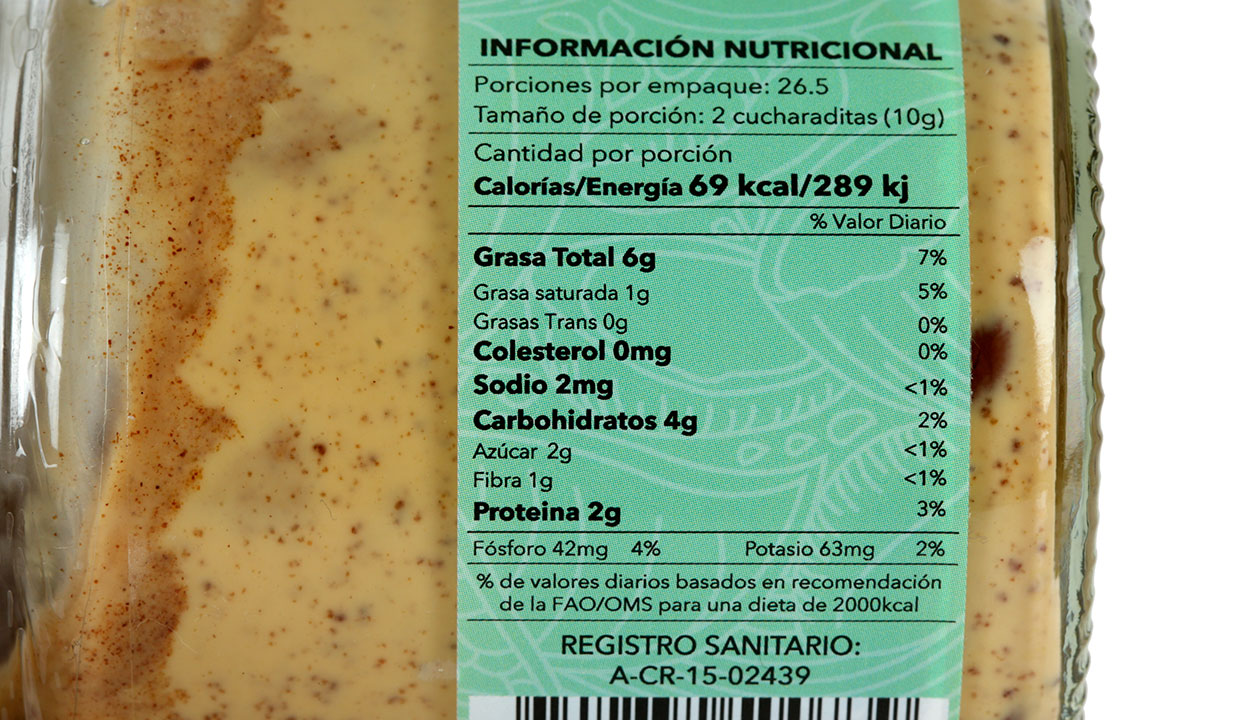 INFORMACIÓN NUTRICIONAL
Porciones por empaque: 26.5
Tamaño de porción: 2 cucharaditas (10g)
Cantidad por porción
Calorías/Energía 69 kcal/289 kj
% Valor Diario
Grasa Total 6g 7%
Grasa saturada 1g 5%
Grasas Trans 0g 0%
Colesterol 0mg 0%
Sodio 2mg <1%
Carbohidratos 4g 2%
Azúcar 2g <1%
Fibra 1g <1%
Proteina 2g 3%
Fósforo 42mg 4% Potasio 63mg 2%
% de valores diarios basados en recomendación
de la FAO/OMS para una dieta de 2000kcal
REGISTRO SANITARIO:
A-CR-15-02439